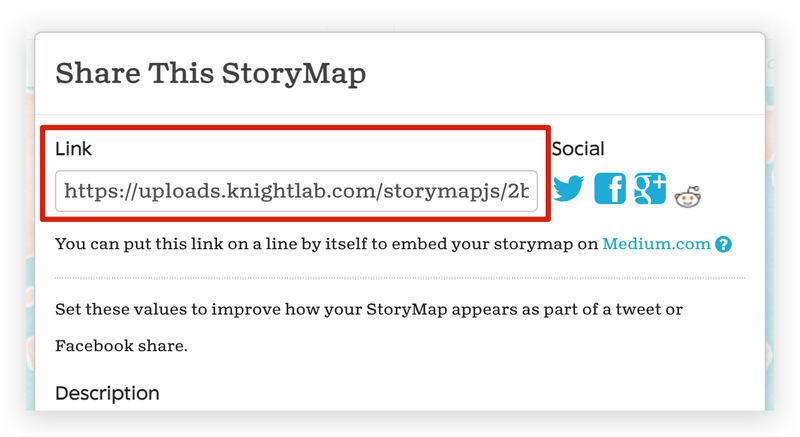 Share This StoryMap
Link
Social
https://uploads.knightlab.com/storymapjs/2b
You can put this link on a line by itself to embed your storymap on Medium.com ?
Set these values to improve how your StoryMap appears as part of a tweet or
Facebook share.
Description